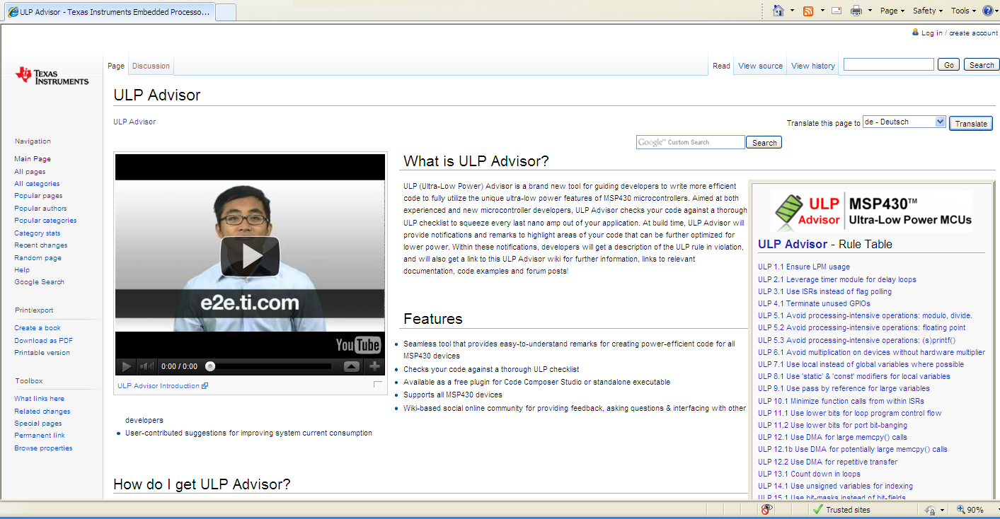 ULP Advisor - Texas Instruments Embedded Processo...
Page
Safety
Tools
Log in / create account
Page
Discussion
Read
View source
View history
Go
Search
TEXAS
INSTRUMENTS
ULP Advisor
ULP Advisor
Translate this page to
de - Deutsch
Translate
Google™ Custom Search
Search
Navigation
Main Page
All pages
All categories
Popular pages
Popular authors
Popular categories
Category stats
Recent changes
Random page
Help
Google Search
Print/export
Create a book
Download as PDF
Printable version
Toolbox
What links here
Related changes
Special pages
Permanent link
Browse properties
e2e.ti.com
YouTube
0:00 / 0:00
ULP Advisor Introduction
What is ULP Advisor?
ULP (Ultra-Low Power) Advisor is a brand new tool for guiding developers to write more efficient
code to fully utilize the unique ultra-low power features of MSP430 microcontrollers. Aimed at both
experienced and new microcontroller developers, ULP Advisor checks your code against a thorough
ULP checklist to squeeze every last nano amp out of your application. At build time, ULP Advisor will
provide notifications and remarks to highlight areas of your code that can be further optimized for
lower power. Within these notifications, developers will get a description of the ULP rule in violation,
and will also get a link to this ULP Advisor wiki for further information, links to relevant
documentation, code examples and forum posts!
Features
Seamless tool that provides easy-to-understand remarks for creating power-efficient code for all
MSP430 devices
Checks your code against a thorough ULP checklist
Available as a free plugin for Code Composer Studio or standalone executable
Supports all MSP430 devices
Wiki-based social online community for providing feedback, asking questions & interfacing with other
developers
User-contributed suggestions for improving system current consumption
How do I get ULP Advisor?
ULP
Advisor
MSP430™
Ultra-Low Power MCUs
ULP Advisor - Rule Table
ULP 1.1 Ensure LPM usage
ULP 2.1 Leverage timer module for delay loops
ULP 3.1 Use ISRs instead of flag polling
ULP 4.1 Terminate unused GPIOs
ULP 5.1 Avoid processing-intensive operations: modulo, divide.
ULP 5.2 Avoid processing-intensive operations: floating point
ULP 5.3 Avoid processing-intensive operations: (s)printf()
ULP 6.1 Avoid multiplication on devices without hardware multiplier
ULP 7.1 Use local instead of global variables where possible
ULP 8.1 Use 'static' & 'const' modifiers for local variables
ULP 9.1 Use pass by reference for large variables
ULP 10.1 Minimize function calls from within ISRs
ULP 11.1 Use lower bits for loop program control flow
ULP 11.2 Use lower bits for port bit-banging
ULP 12.1 Use DMA for large memcpy() calls
ULP 12.1b Use DMA for potentially large memcpy() calls
ULP 12.2 Use DMA for repetitive transfer
ULP 13.1 Count down in loops
ULP 14.1 Use unsigned variables for indexing
ULP 15.1 Use bit-masks instead of bit-fields
Trusted sites
90%